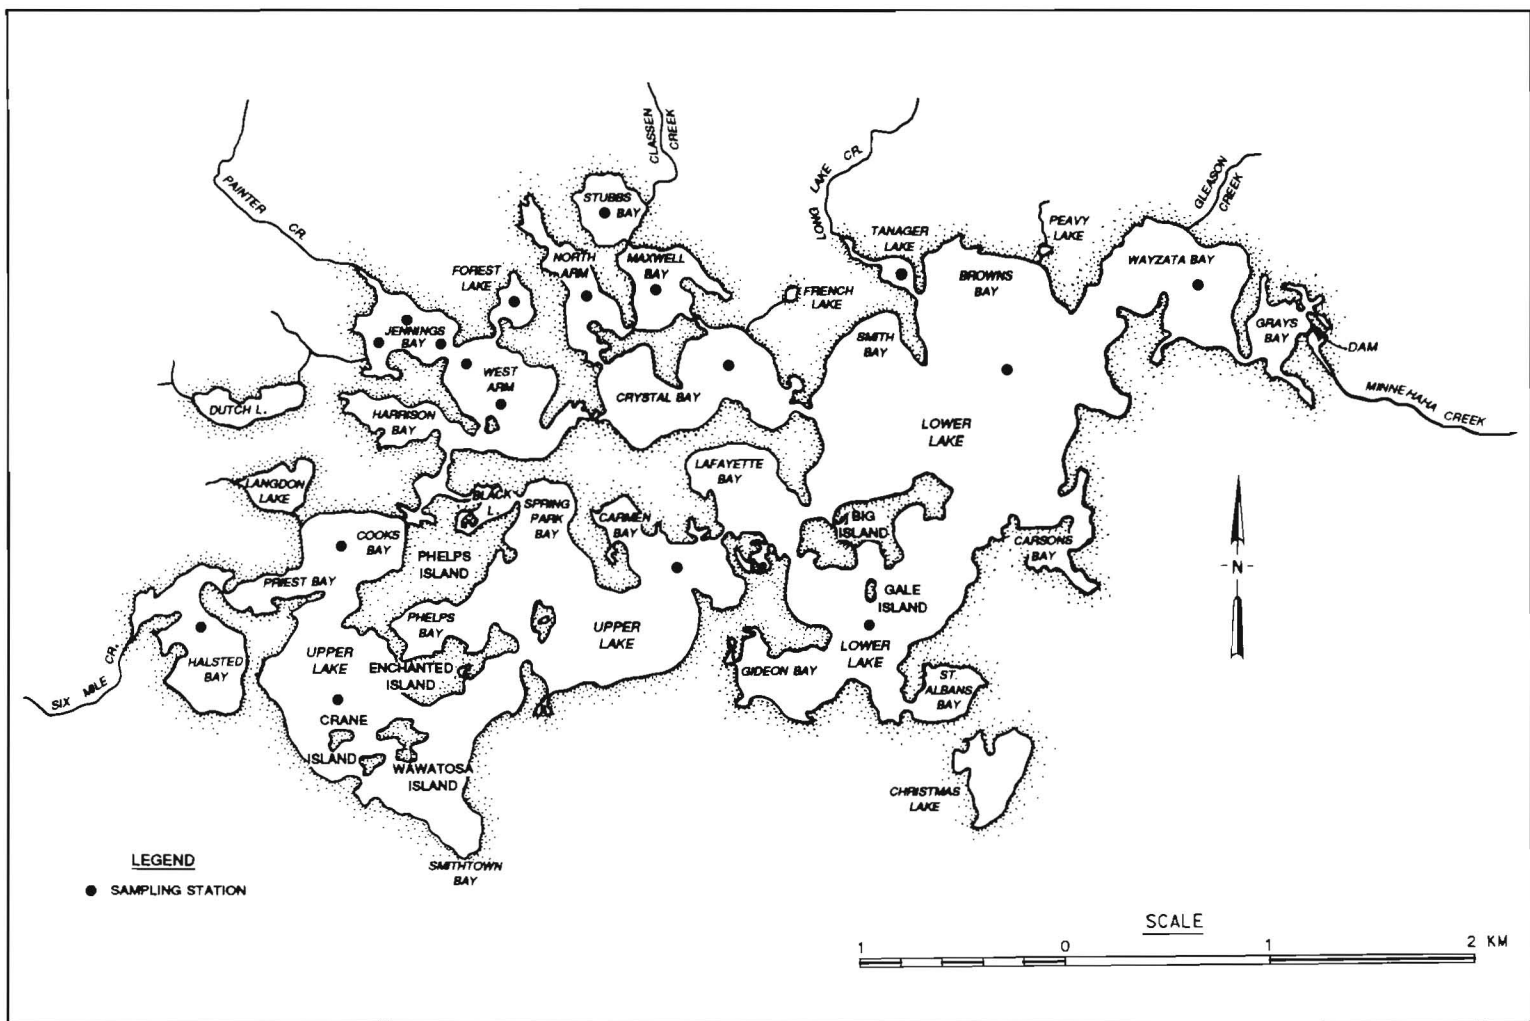 CLASSEN
CREEK
PAINTER
CR.
STUBBS
BAY
LONG LAKE CR.
GLEASON
CREEK
TANAGER
LAKE
PEAVY
LAKE
FOREST
LAKE
NORTH
ARM
MAXWELL
BAY
BROWNS
BAY
WAYZATA BAY
FRENCH
LAKE
JENNINGS
BAY
SMITH
BAY
GRAYS
BAY
DAM
WEST
ARM
CRYSTAL BAY
MINNEHAHA CREEK
DUTCH L.
HARRISON
BAY
LOWER
LAKE
LAFAYETTE
BAY
LANGDON
LAKE
BLACK
L.
SPRING
PARK
BAY
CARMEN
BAY
BIG
ISLAND
COOKS
BAY
CARSONS
BAY
PHELPS
ISLAND
-N-
PRIEST BAY
GALE
ISLAND
PHELPS
BAY
UPPER
LAKE
UPPER
LAKE
LOWER
LAKE
HALSTED
BAY
ENCHANTED
ISLAND
GIDEON BAY
ST.
ALBANS
BAY
SIX MILE CR.
CRANE
ISLAND
WAWATOSA
ISLAND
CHRISTMAS
LAKE
SMITHTOWN
BAY
LEGEND
SAMPLING STATION
SCALE
1 0 1 2 KM